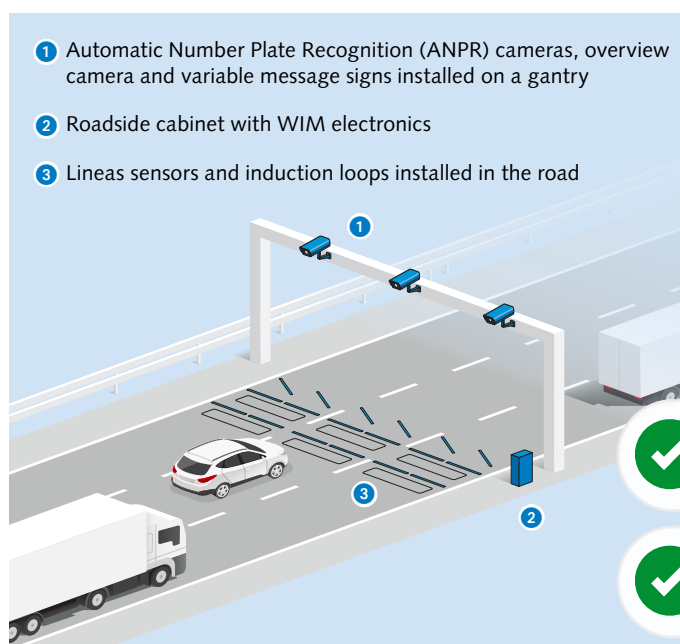 1 Automatic Number Plate Recognition (ANPR) cameras, overview
camera and variable message signs installed on a gantry
2 Roadside cabinet with WIM electronics
3 Lineas sensors and induction loops installed in the road
1
3
2